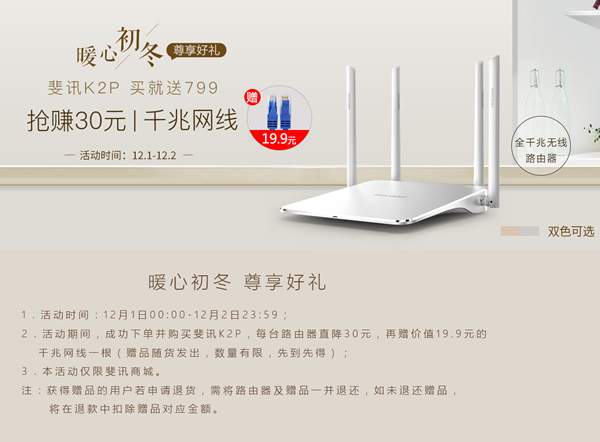 暖心初冬 尊享好礼
斐讯K2P 买就送799
抢赚30元|千兆网线
赠
19.9元
活动时间：12.1-12.2
全千兆无线
路由器
双色可选
暖心初冬 尊享好礼
1．活动时间：12月1日00:00-12月2日23:59；
2．活动期间，成功下单并购买斐讯K2P，每台路由器直降30元，再赠价值19.9元的
千兆网线一根（赠品随货发出，数量有限，先到先得）；
3．本活动仅限斐讯商城。
注：获得赠品的用户若申请退货，需将路由器及赠品一并退还，如未退还赠品，
将在退款中扣除赠品对应金额。